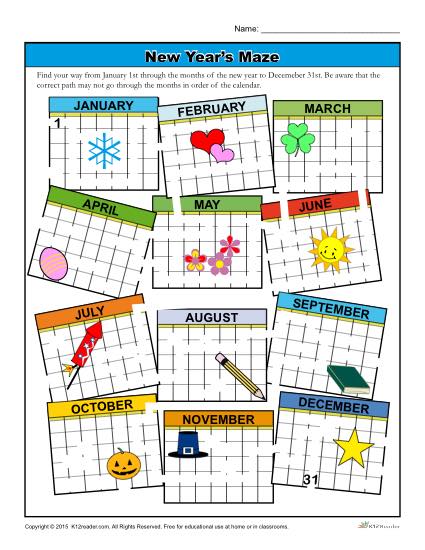 Name:
New Year's Maze
Find your way from January 1st through the months of the new year to Decemeber 31st. Be aware that the
correct path may not go through the months in order of the calendar.
JANUARY
FEBRUARY
MARCH
1
APRIL
MAY
JUNE
JULY
AUGUST
SEPTEMBER
OCTOBER
NOVEMBER
DECEMBER
31
Copyright © 2015 K12reader.com. All Rights Reserved. Free for educational use at home or in classrooms.
K12Reader